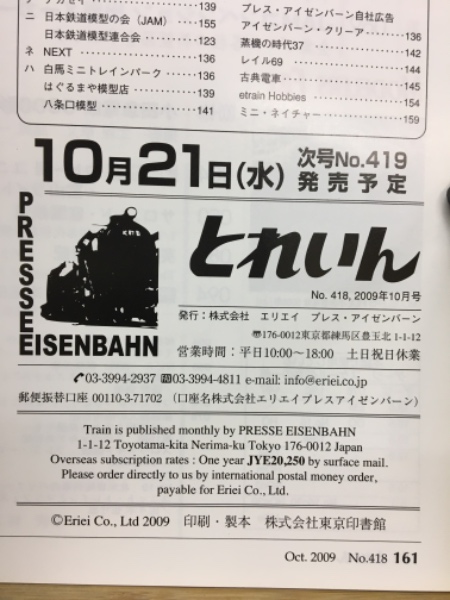 139
ニ 日本鉄道模型の会（JAM）‥‥ 155
日本鉄道模型連合会‥‥‥‥‥ 123
ネ NEXT ‥‥‥‥‥‥‥‥‥‥ 136
ハ 白馬ミニトレインパーク‥‥‥ 136
はぐるまや模型店‥‥‥‥‥‥ 139
八条口模型‥‥‥‥‥‥‥‥‥ 141
プレス・アイゼンバーン自社広告
アイゼンバーン・クリーア‥‥‥‥136
蒸機の時代37 ‥‥‥‥‥‥‥142
レイル69 ‥‥‥‥‥‥‥‥‥144
古典電車‥‥‥‥‥‥‥‥‥‥145
etrain Hobbies ‥‥‥‥‥‥‥154
ミニ・ネイチャー‥‥‥‥‥‥‥159
10月21日(水) 次号No.419
発売予定
PRESSE
EISENBAHN
とれいん
No. 418, 2009年10月号
発行：株式会社 エリエイ プレス・アイゼンバーン
〠176-0012東京都練馬区豊玉北 1-1-12
営業時間：平日10:00～18:00 土日祝日休業
03-3994-2937 03-3994-4811 e-mail: info@eriei.co.jp
郵便振替口座 00110-3-71702 （口座名株式会社エリエイプレスアイゼンバーン）
Train is published monthly by PRESSE EISENBAHN
1-1-12 Toyotama-kita Nerima-ku Tokyo 176-0012 Japan
Overseas subscription rates : One year JYE20,250 by surface mail.
Please order directly to us by international postal money order,
payable for Eriei Co., Ltd.
©Eriei Co., Ltd 2009 印刷・製本 株式会社東京印書館
Oct. 2009 No.418 161